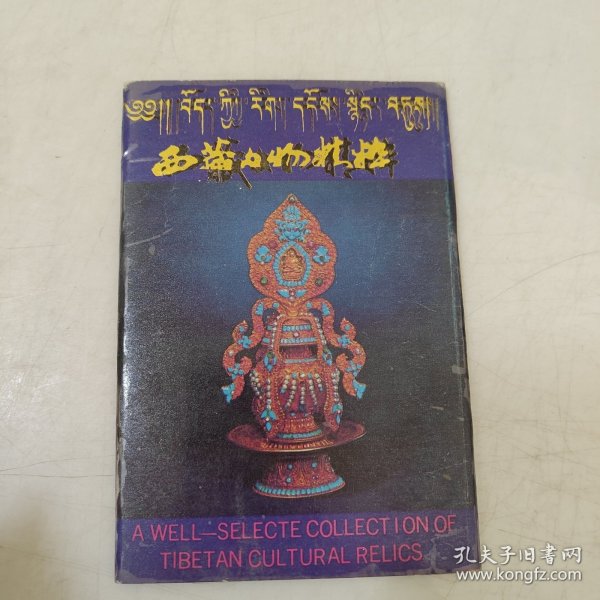 ༄༅།། །བོད་ཀྱི་རིག་དངོས་སྙིང་བཏུས།།
西藏文物精粹
A WELL—SELECTE COLLECTION OF
TIBETAN CULTURAL RELICS
孔夫子旧书网
www.kongfz.com